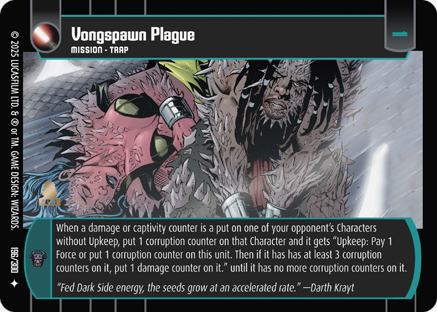 Vongspawn Plague
MISSION • TRAP
When a damage or captivity counter is a put on one of your opponent's Characters
without Upkeep, put 1 corruption counter on that Character and it gets "Upkeep: Pay 1
Force or put 1 corruption counter on this unit. Then if it has has at least 3 corruption
counters on it, put 1 damage counter on it." until it has no more corruption counters on it.
"Fed Dark Side energy, the seeds grow at an accelerated rate." —Darth Krayt
© 2025 LUCASFILM LTD. & ® or TM. GAME DESIGN: WIZARDS.
186/300